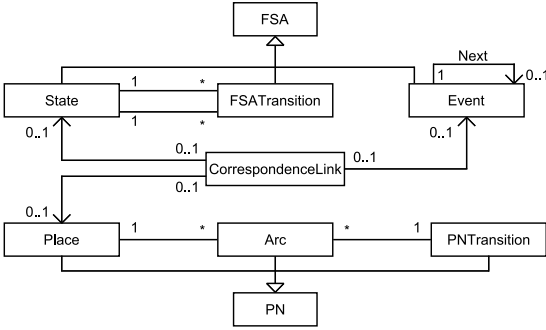 FSA
Next
1 * 1 0..1
State FSATransition Event
1 *
0..1 0..1
0..1 0..1
CorrespondenceLink
0..1
0..1
1 * * 1
Place Arc PNTransition
PN